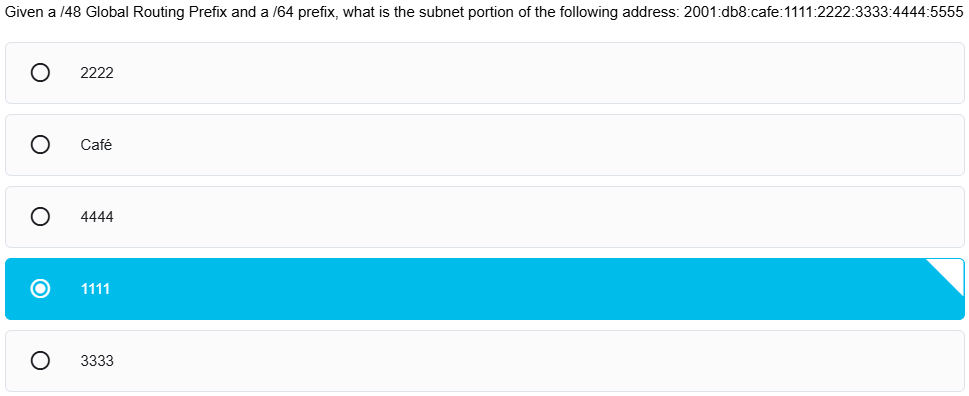 Given a /48 Global Routing Prefix and a /64 prefix, what is the subnet portion of the following address: 2001:db8:cafe:1111:2222:3333:4444:5555
2222
Café
4444
1111
3333